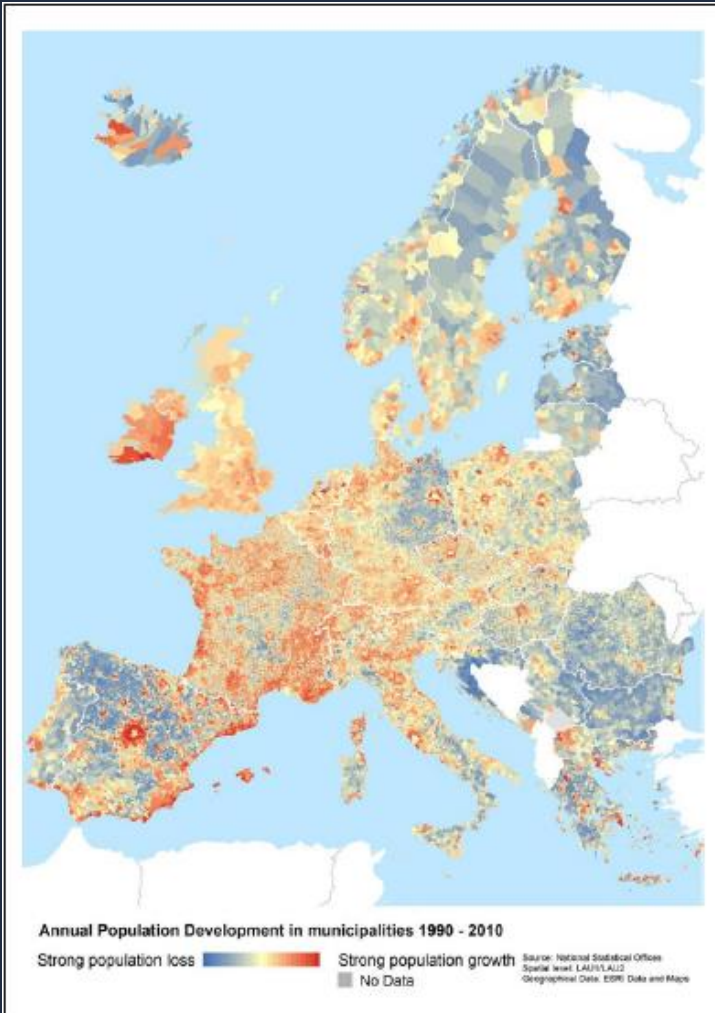 Annual Population Development in municipalities 1990 - 2010
Strong population loss Strong population growth
No Data
Source: National Statistical Offices
Spatial level: LAU1/LAU2
Geographical Data: ESRI Data and Maps